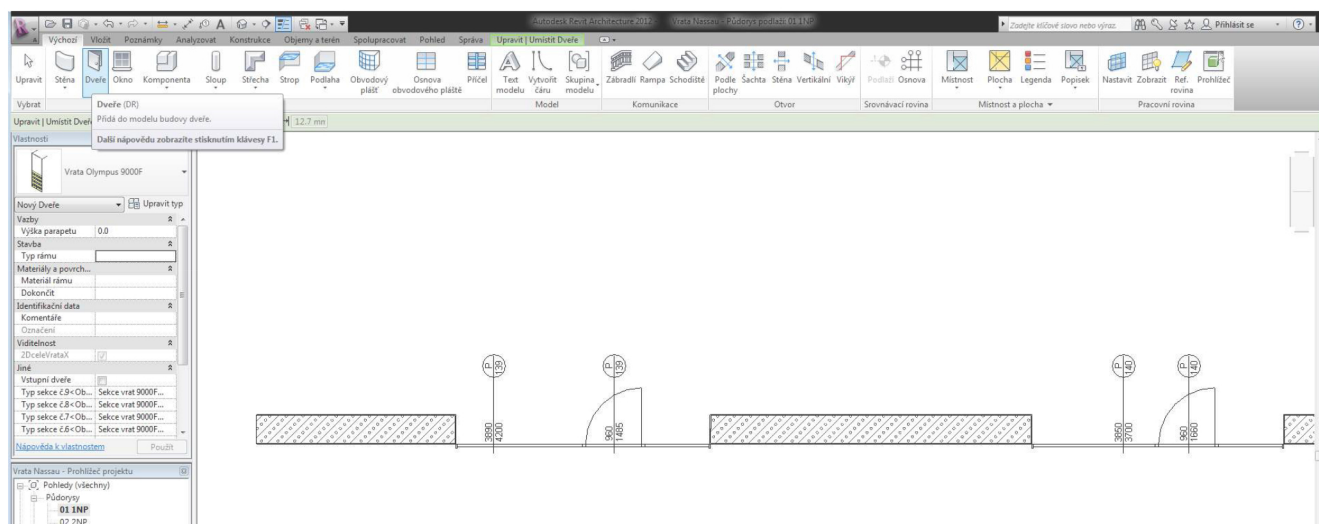 Autodesk Revit Architecture 2012 - Vrata Nassau - Půdorys podlaží: 01 1NP
Zadejte klíčové slovo nebo výraz.
Přihlásit se
Výchozí Vložit Poznámky Analyzovat Konstrukce Objemy a terén Spolupracovat Pohled Správa Upravit | Umístit Dveře
Upravit Stěna Dveře Okno Komponenta Sloup Střecha Strop Podlaha Obvodový plášť Osnova obvodového pláště Příčel Text modelu Vytvořit čáru Skupina modelu Zábradlí Rampa Schodiště Podle plochy Šachta Stěna Vertikální Vikýř Podlaží Osnova Místnost Plocha Legenda Popisek Nastavit Zobrazit Ref. rovina Prohlížeč
Vybrat Model Komunikace Otvor Srovnávací rovina Místnost a plocha Pracovní rovina
Dveře (DR)
Přidá do modelu budovy dveře.
Další nápovědu zobrazíte stisknutím klávesy F1.
Upravit | Umístit Dveře
12.7 mm
Vlastnosti
Vrata Olympus 9000F
Nový Dveře Upravit typ
Vazby
Výška parapetu 0.0
Stavba
Typ rámu
Materiály a povrch...
Materiál rámu
Dokončit
Identifikační data
Komentáře
Označení
Viditelnost
2DceleVrataX
Jiné
Vstupní dveře
Typ sekce č.9<Ob... Sekce vrat 9000F...
Typ sekce č.8<Ob... Sekce vrat 9000F...
Typ sekce č.7<Ob... Sekce vrat 9000F...
Typ sekce č.6<Ob... Sekce vrat 9000F...
Nápověda k vlastnostem Použít
Vrata Nassau - Prohlížeč projektu
Pohledy (všechny)
Půdorysy
01 1NP
02 2NP
P 139
P 139
P 140
P 140
3890
4200
960
1485
3850
3700
960
1660